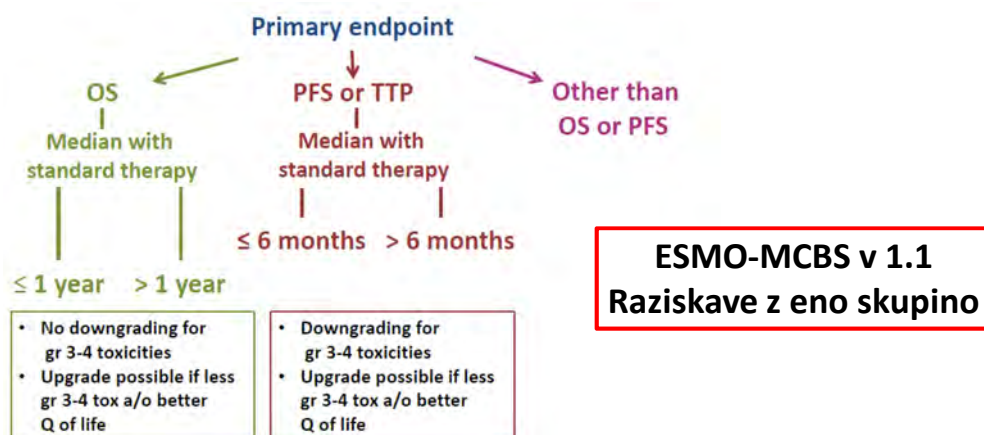 Primary endpoint
OS
Median with
standard therapy
≤ 1 year > 1 year
• No downgrading for
gr 3-4 toxicities
• Upgrade possible if less
gr 3-4 tox a/o better
Q of life
PFS or TTP
Median with
standard therapy
≤ 6 months > 6 months
• Downgrading for
gr 3-4 toxicities
• Upgrade possible if less
gr 3-4 tox a/o better
Q of life
Other than
OS or PFS
ESMO-MCBS v 1.1
Raziskave z eno skupino